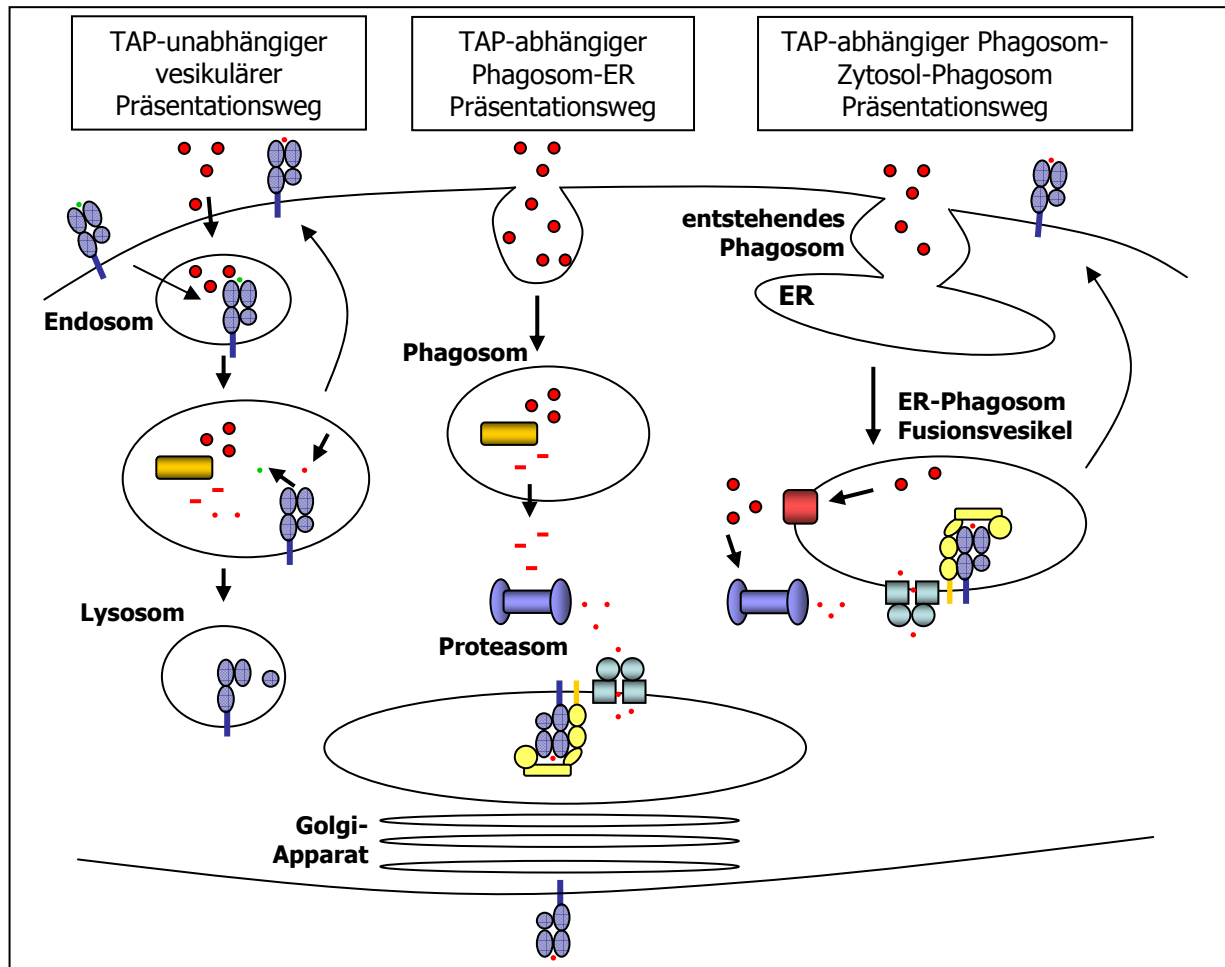 TAP-unabhängiger
vesikulärer
Präsentationsweg
TAP-abhängiger
Phagosom-ER
Präsentationsweg
TAP-abhängiger Phagosom-
Zytosol-Phagosom
Präsentationsweg
entstehendes
Phagosom
ER
Endosom
Phagosom
ER-Phagosom
Fusionsvesikel
Lysosom
Proteasom
Golgi-
Apparat